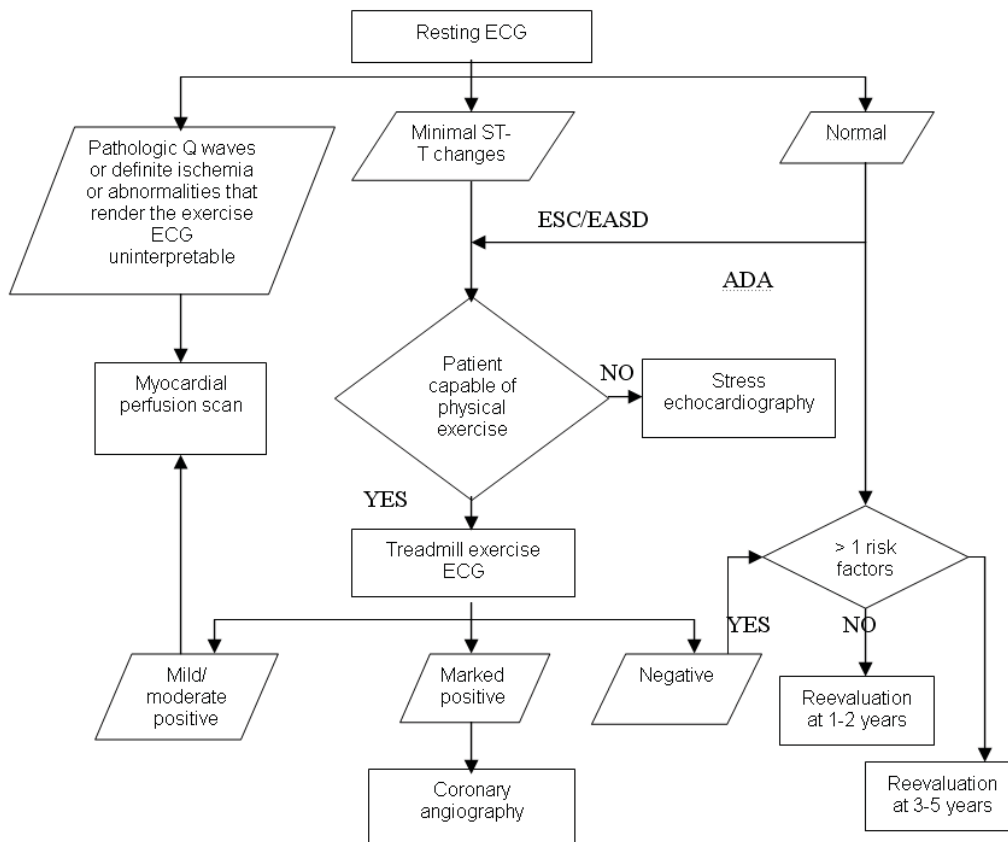 Resting ECG
Pathologic Q waves
or definite ischemia
or abnormalities that
render the exercise
ECG
uninterpretable
Minimal ST-
T changes
Normal
ESC/EASD
ADA
Myocardial
perfusion scan
Patient
capable of
physical
exercise
NO
Stress
echocardiography
YES
Treadmill exercise
ECG
> 1 risk
factors
YES
NO
Mild/
moderate
positive
Marked
positive
Negative
Reevaluation
at 1-2 years
Coronary
angiography
Reevaluation
at 3-5 years